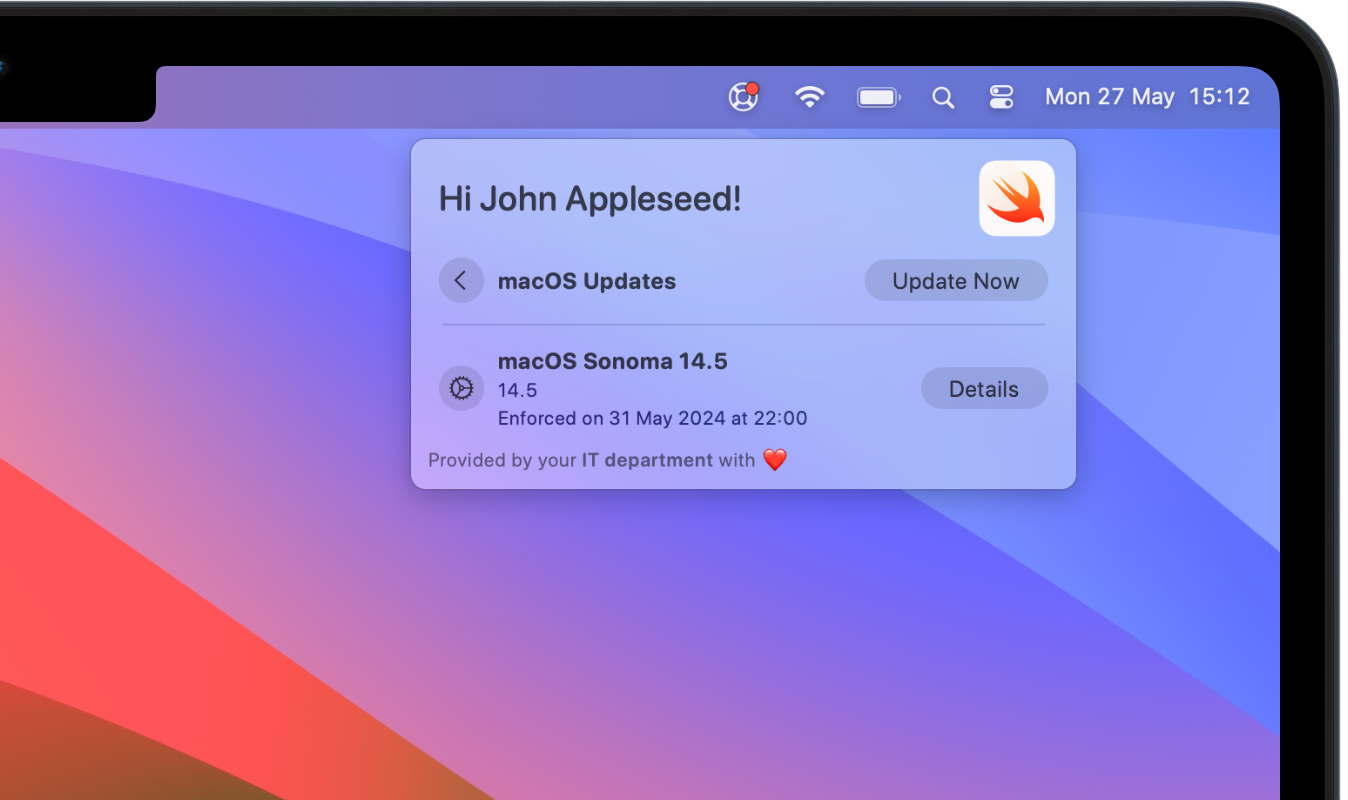 Mon 27 May 15:12
Hi John Appleseed!
macOS Updates
Update Now
macOS Sonoma 14.5
14.5
Enforced on 31 May 2024 at 22:00
Details
Provided by your IT department with ❤️